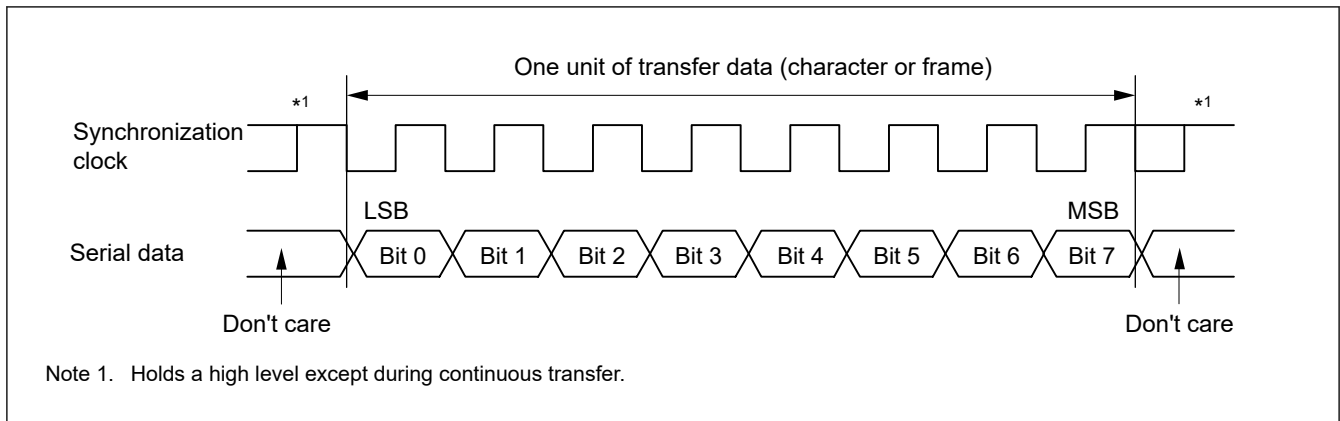 One unit of transfer data (character or frame)
*1 *1
Synchronization
clock
LSB MSB
Serial data Bit 0 Bit 1 Bit 2 Bit 3 Bit 4 Bit 5 Bit 6 Bit 7
Don't care Don't care
Note 1. Holds a high level except during continuous transfer.